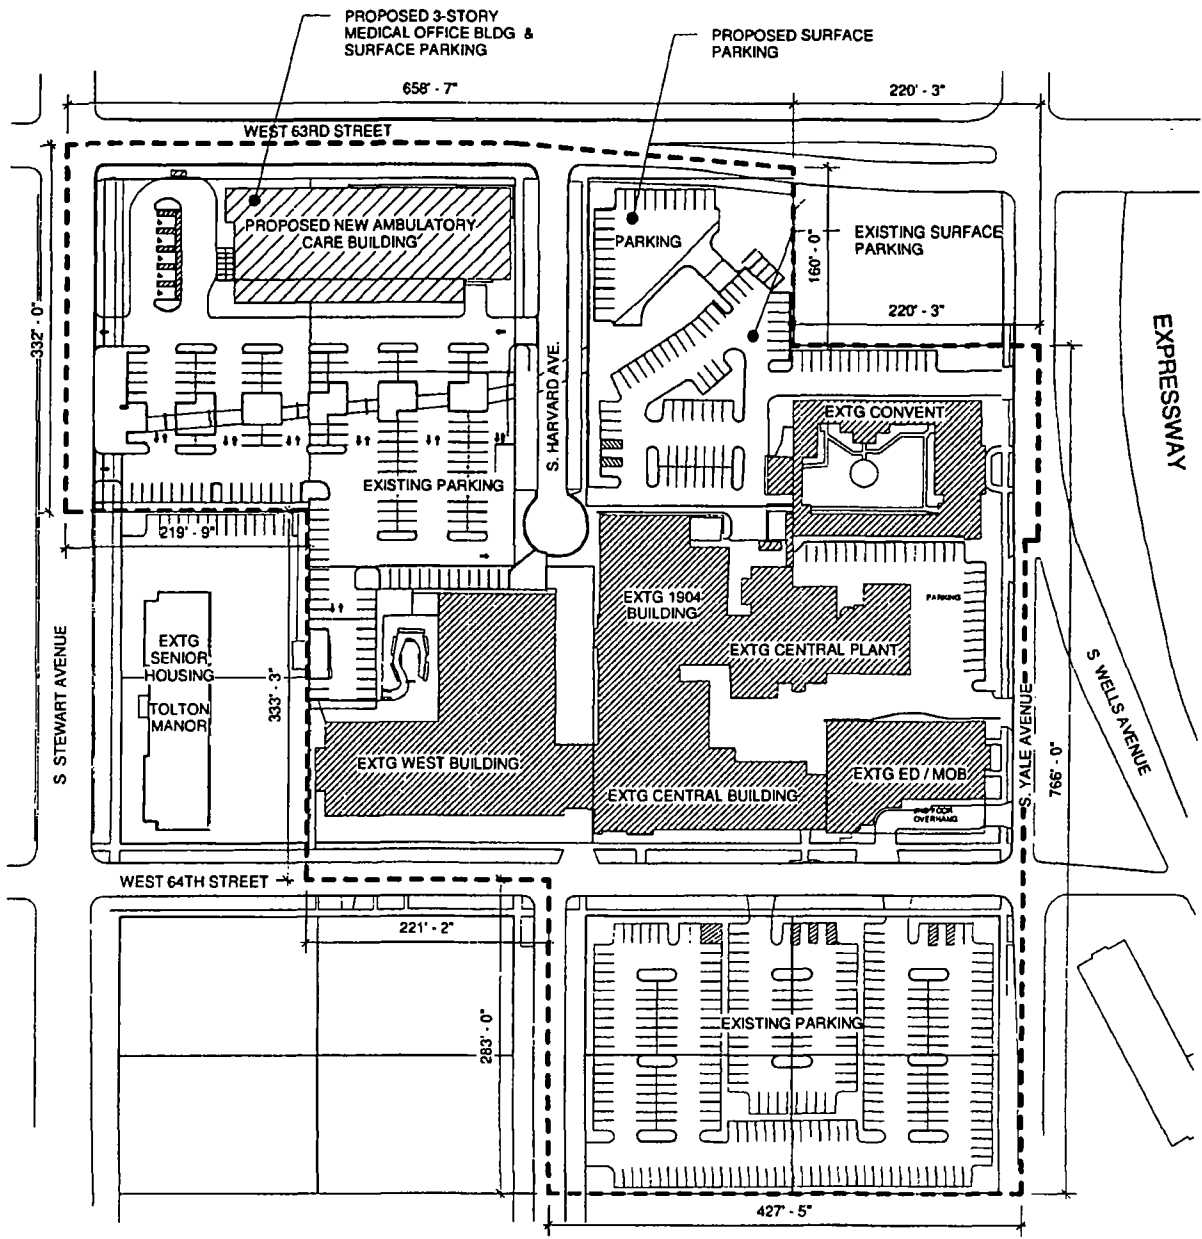 PROPOSED 3-STORY
MEDICAL OFFICE BLDG &
SURFACE PARKING
PROPOSED SURFACE
PARKING
658' - 7"
220' - 3"
WEST 63RD STREET
PROPOSED NEW AMBULATORY
CARE BUILDING
PARKING
160' - 0"
EXISTING SURFACE
PARKING
220' - 3"
332' - 0"
S. HARVARD AVE.
EXPRESSWAY
EXTG CONVENT
EXISTING PARKING
219' - 9"
EXTG 1904
BUILDING
PARKING
EXTG
SENIOR
HOUSING
TOLTON
MANOR
S STEWART AVENUE
333' - 3"
EXTG CENTRAL PLANT
S WELLS AVENUE
S YALE AVENUE
766' - 0"
EXTG WEST BUILDING
EXTG ED / MOB
EXTG CENTRAL BUILDING
OVERHANG
WEST 64TH STREET
221' - 2"
283' - 0"
EXISTING PARKING
427' - 5"